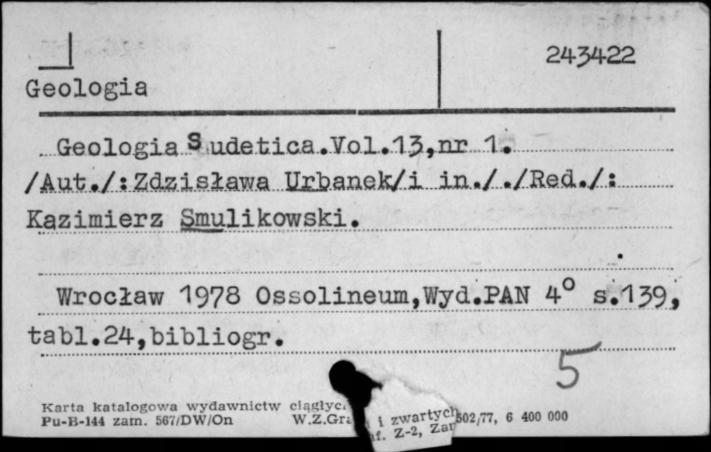 243422
Geologia
Geologia Sudetica.Vol.13,nr 1.
/Aut./:Zdzisława Urbanek/i in././Red./:
Kazimierz Smulikowski.
Wrocław 1978 Ossolineum,Wyd.PAN 4° s.139,
tabl.24,bibliogr.
5
Karta katalogowa wydawnictw i zwartych
Pu-B-144 zam. 567/DW/On W.Z.Gra Z-2, 502/77, 6 400 000